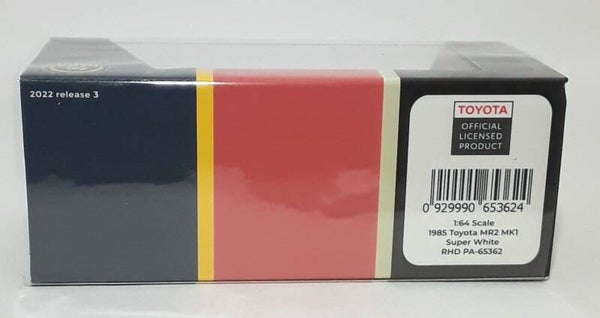 2022 release 3
TOYOTA
OFFICIAL
LICENSED
PRODUCT
0 929990 653624
1:64 Scale
1985 Toyota MR2 MK1
Super White
RHD PA-65362